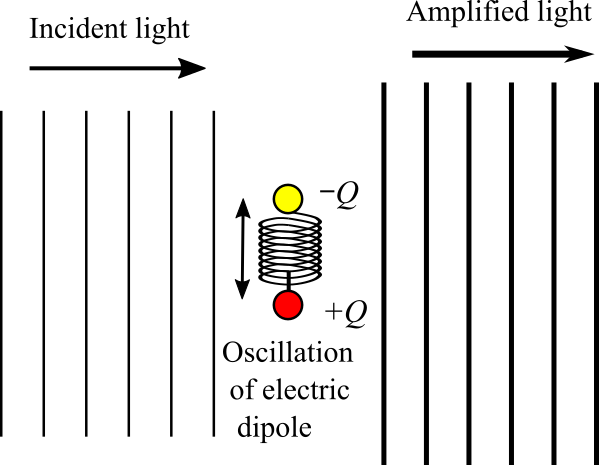 Incident light
Amplified light
−Q
+Q
Oscillation
of electric
dipole